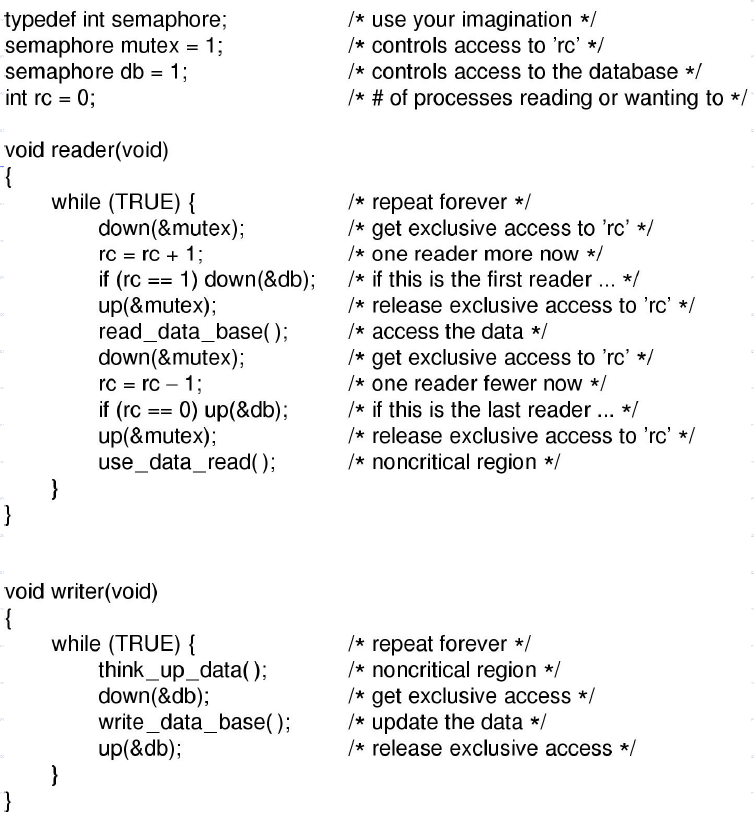 typedef int semaphore; /* use your imagination */
semaphore mutex = 1; /* controls access to 'rc' */
semaphore db = 1; /* controls access to the database */
int rc = 0; /* # of processes reading or wanting to */
void reader(void)
{
while (TRUE) { /* repeat forever */
down(&mutex); /* get exclusive access to 'rc' */
rc = rc + 1; /* one reader more now */
if (rc == 1) down(&db); /* if this is the first reader ... */
up(&mutex); /* release exclusive access to 'rc' */
read_data_base( ); /* access the data */
down(&mutex); /* get exclusive access to 'rc' */
rc = rc − 1; /* one reader fewer now */
if (rc == 0) up(&db); /* if this is the last reader ... */
up(&mutex); /* release exclusive access to 'rc' */
use_data_read( ); /* noncritical region */
}
}
void writer(void)
{
while (TRUE) { /* repeat forever */
think_up_data( ); /* noncritical region */
down(&db); /* get exclusive access */
write_data_base( ); /* update the data */
up(&db); /* release exclusive access */
}
}